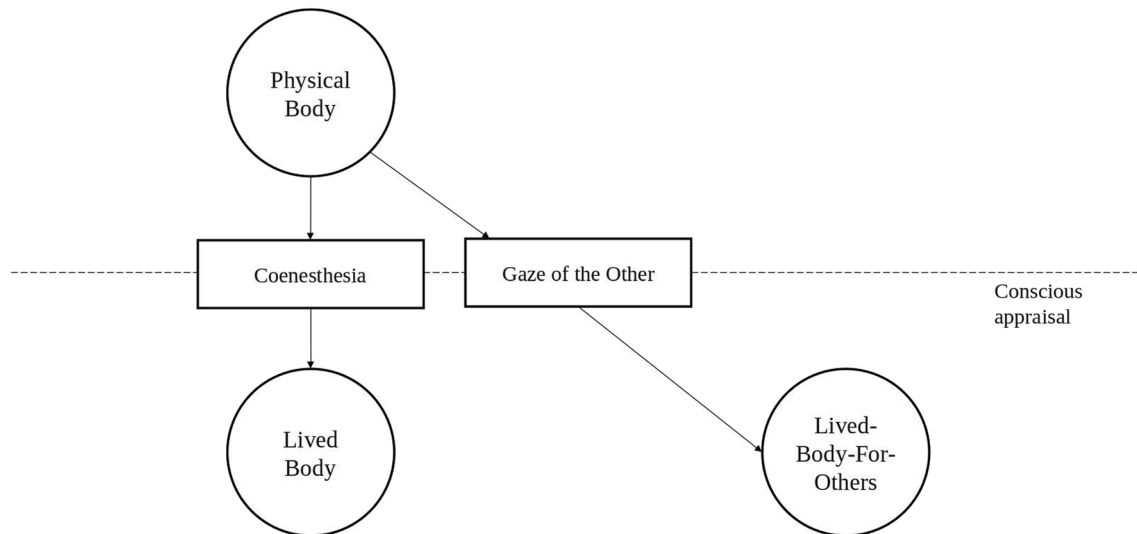 Physical
Body
Coenesthesia
Gaze of the Other
Conscious
appraisal
Lived
Body
Lived-
Body-For-
Others